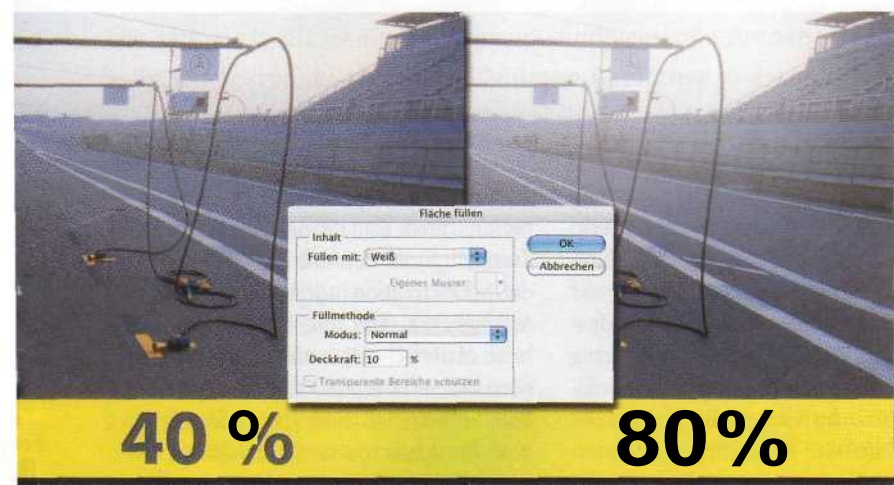 Fläche füllen
Inhalt
Füllen mit: Weiß
Eigenes Muster:
OK
Abbrechen
Füllmethode
Modus: Normal
Deckkraft: 10 %
Transparente Bereiche schützen
40 % 80%